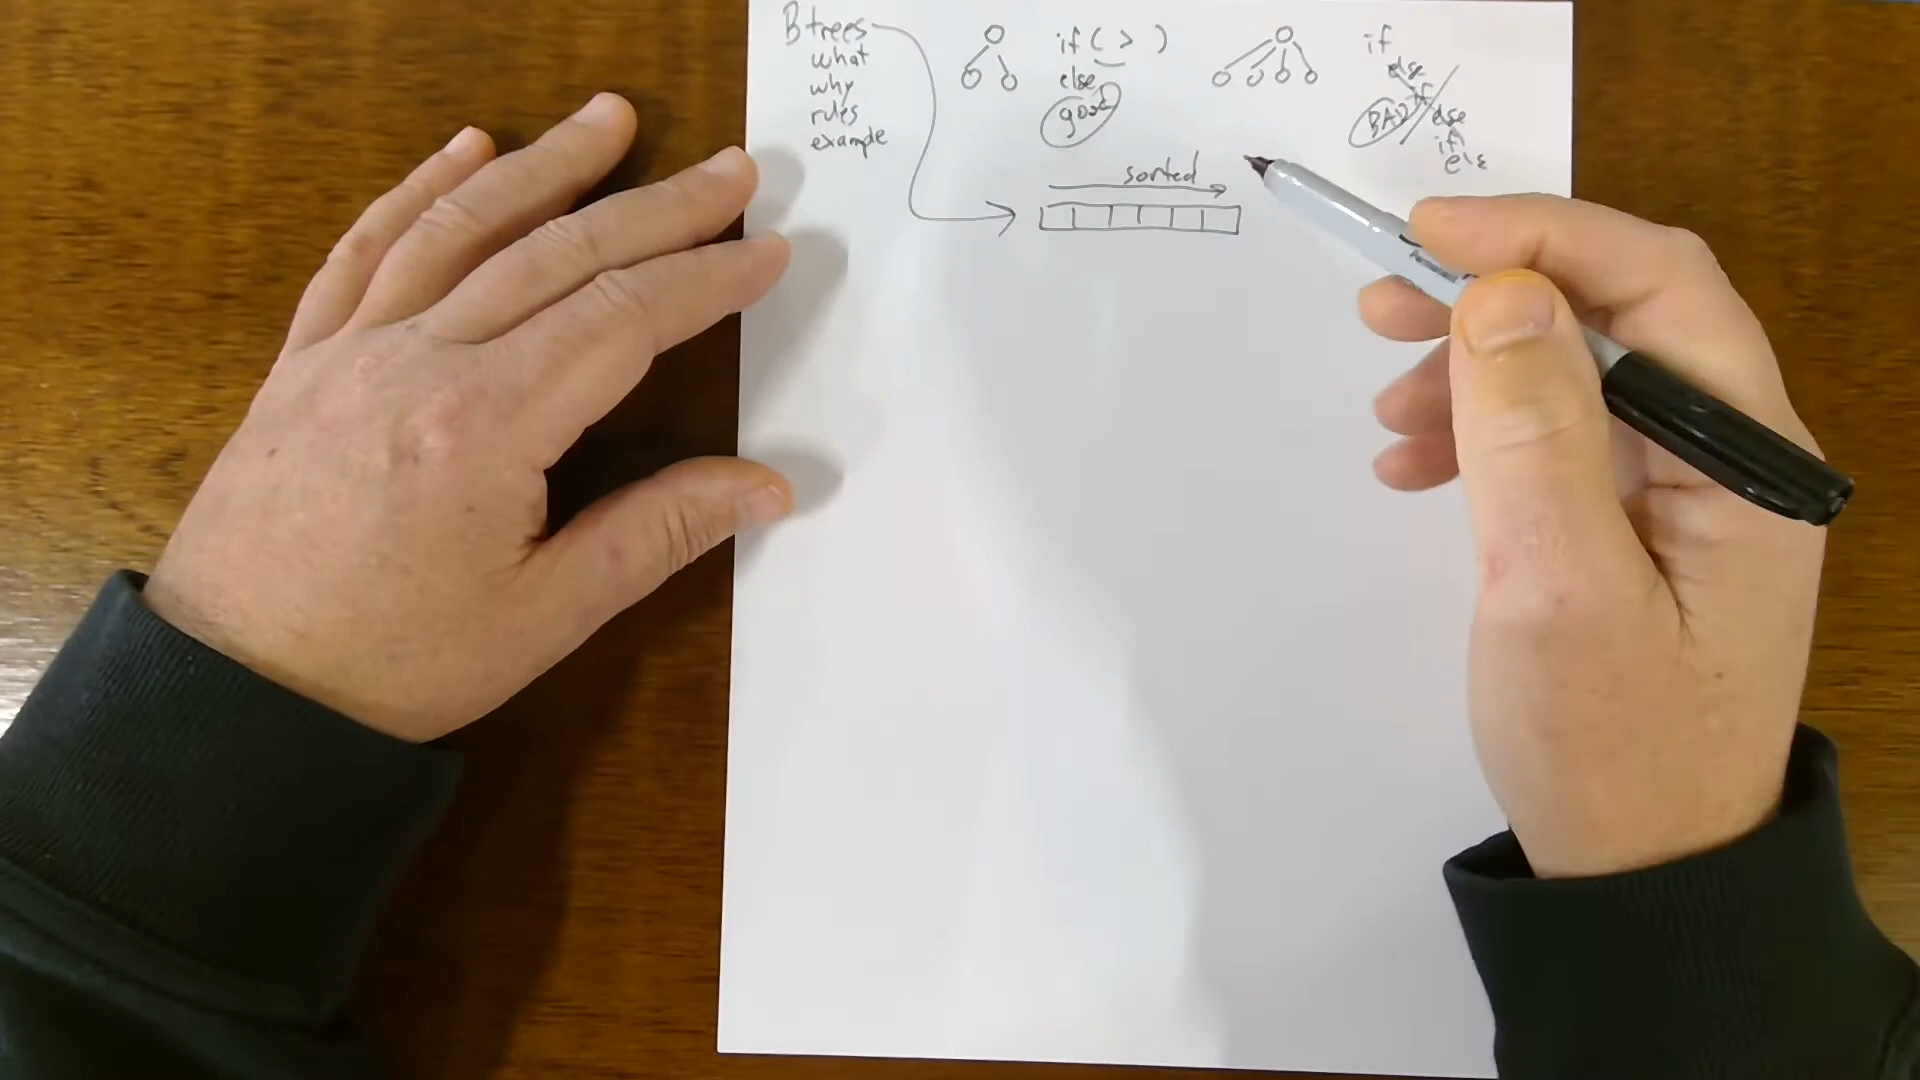 B trees
what
why
rules
example
if ( > )
else
good
if
else
if
BAD
else
if
else
sorted